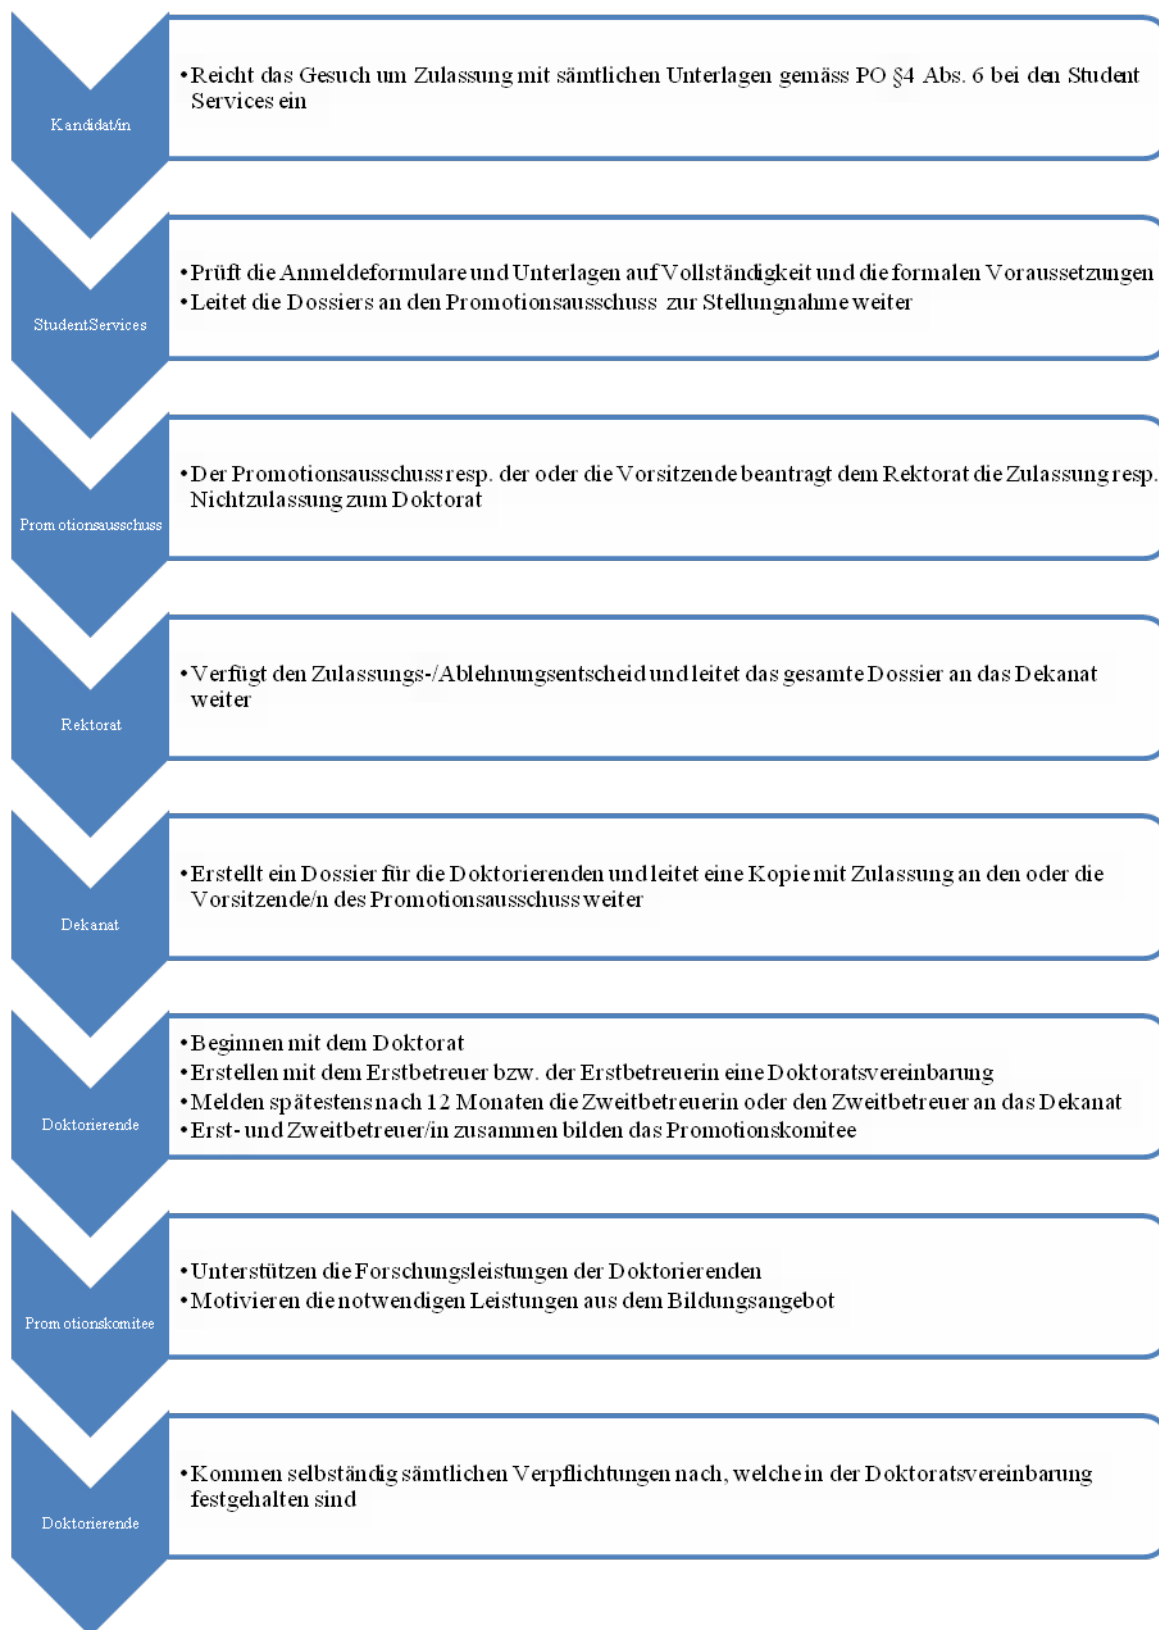 Kandidat/in
• Reicht das Gesuch um Zulassung mit sämtlichen Unterlagen gemäss PO §4 Abs. 6 bei den Student
Services ein
Student Services
• Prüft die Anmeldeformulare und Unterlagen auf Vollständigkeit und die formalen Voraussetzungen
• Leitet die Dossiers an den Promotionsausschuss zur Stellungnahme weiter
Promotionsausschuss
• Der Promotionsausschuss resp. der oder die Vorsitzende beantragt dem Rektorat die Zulassung resp.
Nichtzulassung zum Doktorat
Rektorat
• Verfügt den Zulassungs-/Ablehnungsentscheid und leitet das gesamte Dossier an das Dekanat
weiter
Dekanat
• Erstellt ein Dossier für die Doktorierenden und leitet eine Kopie mit Zulassung an den oder die
Vorsitzende/n des Promotionsausschuss weiter
Doktorierende
• Beginnen mit dem Doktorat
• Erstellen mit dem Erstbetreuer bzw. der Erstbetreuerin eine Doktoratsvereinbarung
• Melden spätestens nach 12 Monaten die Zweitbetreuerin oder den Zweitbetreuer an das Dekanat
• Erst- und Zweitbetreuer/in zusammen bilden das Promotionskomitee
Promotionskomitee
• Unterstützen die Forschungsleistungen der Doktorierenden
• Motivieren die notwendigen Leistungen aus dem Bildungsangebot
Doktorierende
• Kommen selbständig sämtlichen Verpflichtungen nach, welche in der Doktoratsvereinbarung
festgehalten sind